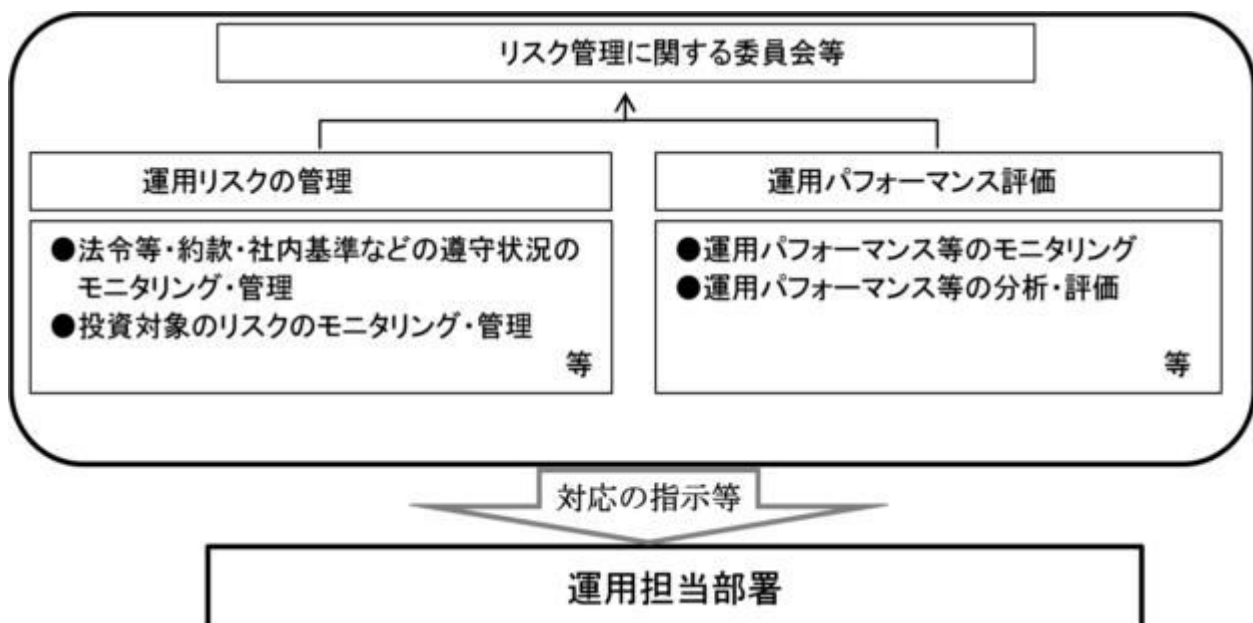 リスク管理に関する委員会等
運用リスクの管理
●法令等・約款・社内基準などの遵守状況の
モニタリング・管理
●投資対象のリスクのモニタリング・管理
等
運用パフォーマンス評価
●運用パフォーマンス等のモニタリング
●運用パフォーマンス等の分析・評価
等
対応の指示等
運用担当部署